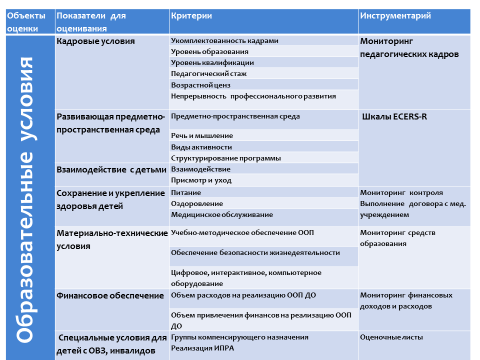 Объекты оценки
Показатели для оценивания
Критерии
Инструментарий
Образовательные условия
Кадровые условия
Укомплектованность кадрами
Уровень образования
Уровень квалификации
Педагогический стаж
Возрастной ценз
Непрерывность профессионального развития
Мониторинг
педагогических кадров
Развивающая предметно-
пространственная среда
Предметно-пространственная среда
Речь и мышление
Виды активности
Структурирование программы
Шкалы ECERS-R
Взаимодействие с детьми
Взаимодействие
Присмотр и уход
Сохранение и укрепление
здоровья детей
Питание
Оздоровление
Медицинское обслуживание
Мониторинг контроля
Выполнение договора с мед.
учреждением
Материально-технические
условия
Учебно-методическое обеспечение ООП
Обеспечение безопасности жизнедеятельности
Цифровое, интерактивное, компьютерное
оборудование
Мониторинг средств
образования
Финансовое обеспечение
Объем расходов на реализацию ООП ДО
Объем привлечения финансов на реализацию ООП
ДО
Мониторинг финансовых
доходов и расходов
Специальные условия для
детей с ОВЗ, инвалидов
Группы компенсирующего назначения
Реализация ИПРА
Оценочные листы